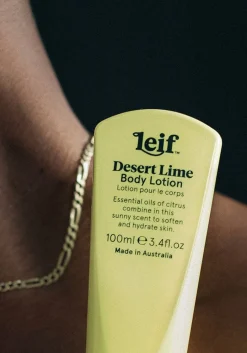 Leif™
Desert Lime
Body Lotion
Lotion pour le corps
Essential oils of citrus
combine in this
sunny scent to soften
and hydrate skin.
100ml ℮ 3.4fl.oz
Made in Australia